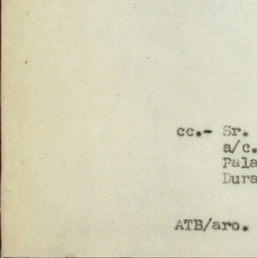 cc.- Sr.
a/c.
Pala
Dura
ATB/aro.